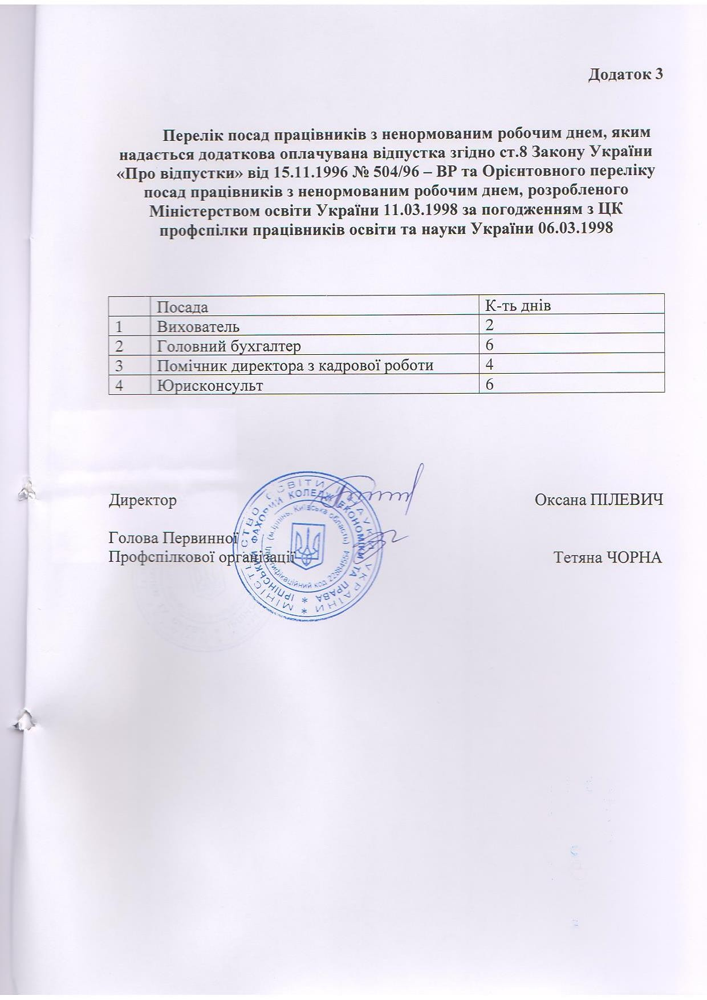 Додаток 3
Перелік посад працівників з ненормованим робочим днем, яким
надається додаткова оплачувана відпустка згідно ст.8 Закону України
«Про відпустки» від 15.11.1996 № 504/96 – ВР та Орієнтовного переліку
посад працівників з ненормованим робочим днем, розробленого
Міністерством освіти України 11.03.1998 за погодженням з ЦК
профспілки працівників освіти та науки України 06.03.1998
Посада К-ть днів
1 Вихователь 2
2 Головний бухгалтер 6
3 Помічник директора з кадрової роботи 4
4 Юрисконсульт 6
Директор Оксана ПІЛЕВИЧ
Голова Первинної
Профспілкової організації Тетяна ЧОРНА
МІНІСТЕРСТВО ОСВІТИ І НАУКИ УКРАЇНИ *
ІРПІНСЬКИЙ ФАХОВИЙ КОЛЕДЖ ЕКОНОМІКИ ТА ПРАВА *
(м.Ірпінь, Київська область)
Ідентифікаційний код 22884554